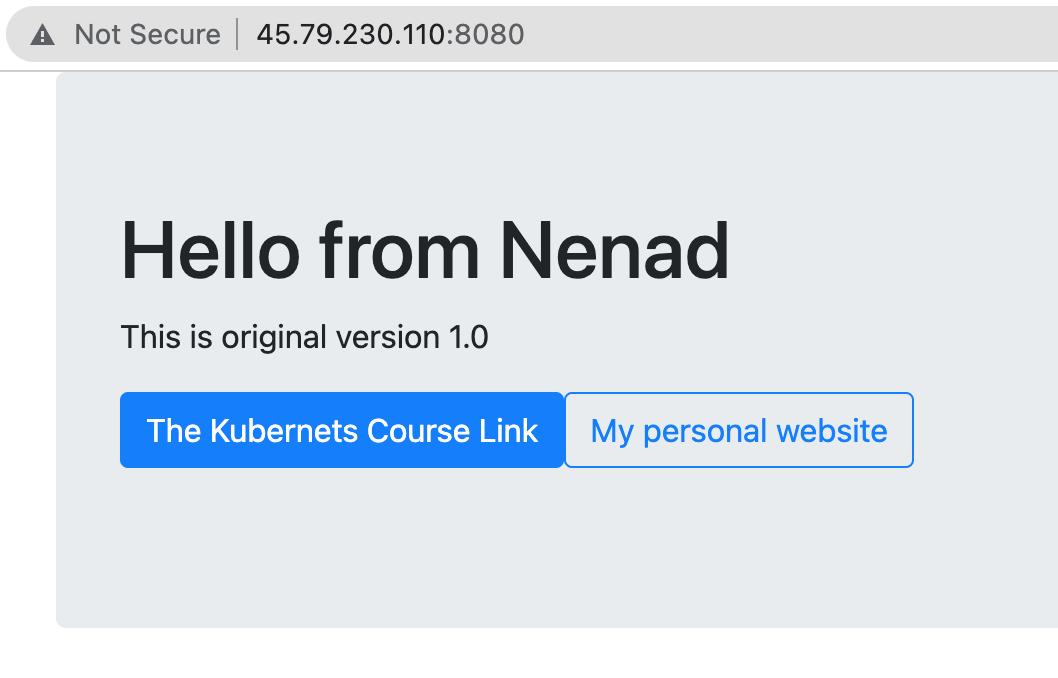 Not Secure | 45.79.230.110:8080
Hello from Nenad
This is original version 1.0
The Kubernets Course Link My personal website